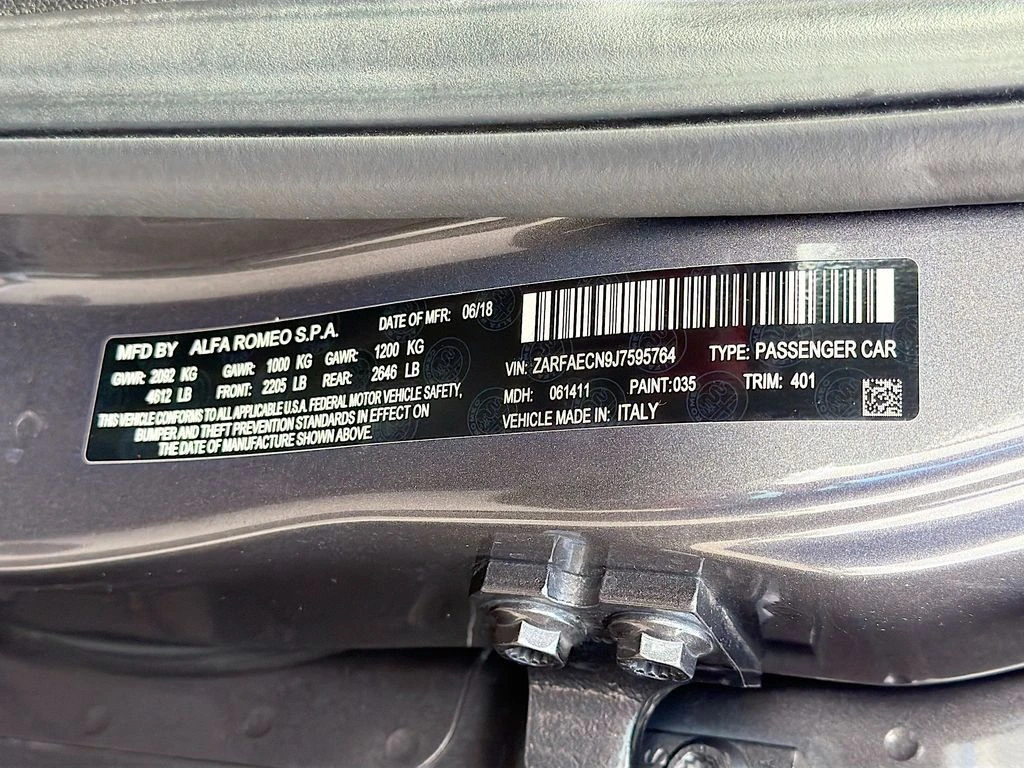 MFD BY ALFA ROMEO S.P.A. DATE OF MFR: 06/18
GVWR: 2092 KG GAWR: 1000 KG GAWR: 1200 KG
4612 LB FRONT: 2205 LB REAR: 2646 LB
THIS VEHICLE CONFORMS TO ALL APPLICABLE U.S.A. FEDERAL MOTOR VEHICLE SAFETY,
BUMPER AND THEFT PREVENTION STANDARDS IN EFFECT ON
THE DATE OF MANUFACTURE SHOWN ABOVE.
VIN: ZARFAECN9J7595764 TYPE: PASSENGER CAR
MDH: 061411 PAINT: 035 TRIM: 401
VEHICLE MADE IN: ITALY